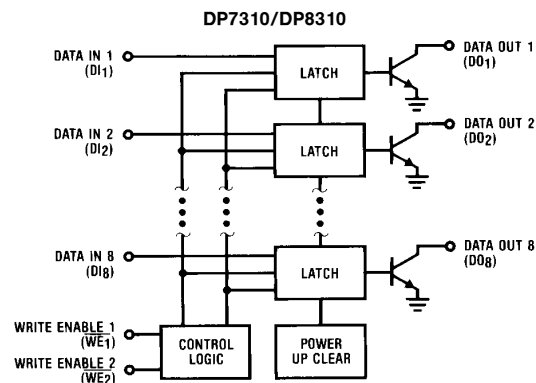 DP7310/DP8310
DATA IN 1
(DI1)
LATCH
DATA OUT 1
(DO1)
DATA IN 2
(DI2)
LATCH
DATA OUT 2
(DO2)
DATA IN 8
(DI8)
LATCH
DATA OUT 8
(DO8)
WRITE ENABLE 1
(WE1)
WRITE ENABLE 2
(WE2)
CONTROL
LOGIC
POWER
UP CLEAR